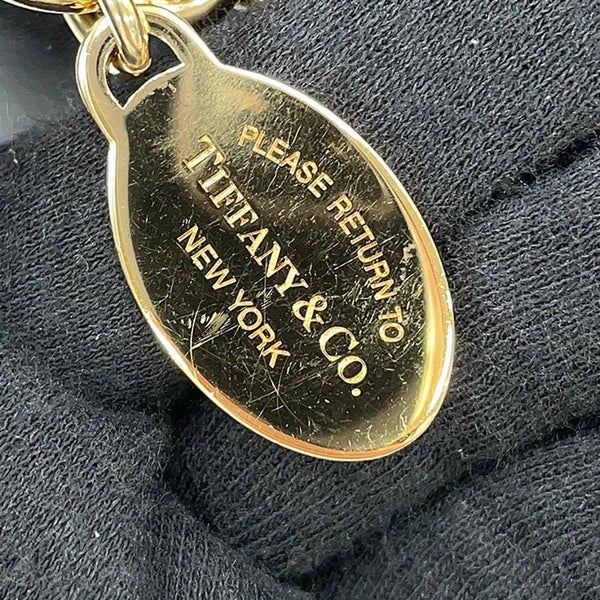 PLEASE RETURN TO
TIFFANY & CO.
NEW YORK